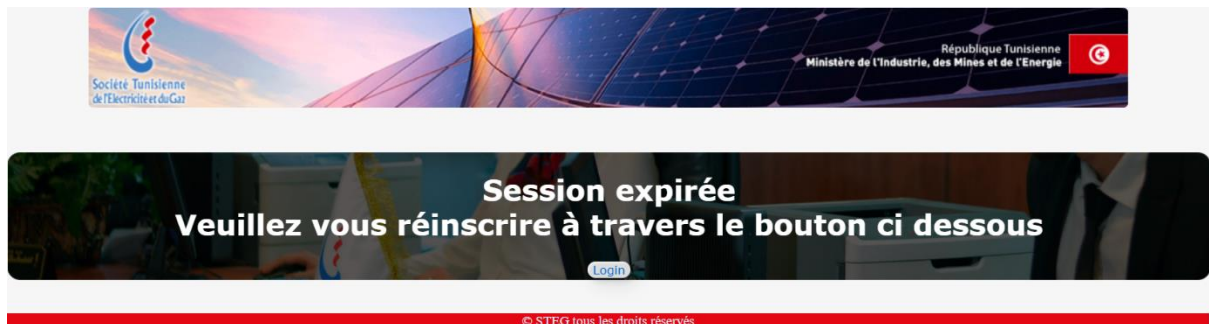 Société Tunisienne
de l'Electricité et du Gaz
République Tunisienne
Ministère de l'Industrie, des Mines et de l'Energie
Session expirée
Veuillez vous réinscrire à travers le bouton ci dessous
Login
© STEG tous les droits réservés